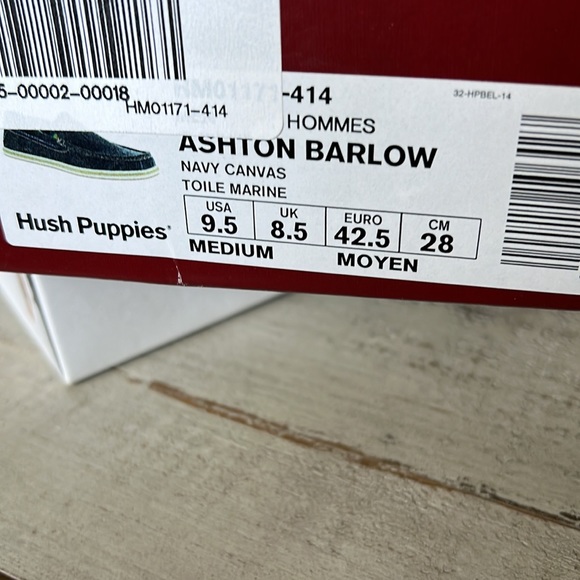 5-00002-00018
HM01171-414
HM01171-414
32-HPBEL-14
HOMMES
ASHTON BARLOW
NAVY CANVAS
TOILE MARINE
Hush Puppies
USA UK EURO CM
9.5 8.5 42.5 28
MEDIUM MOYEN